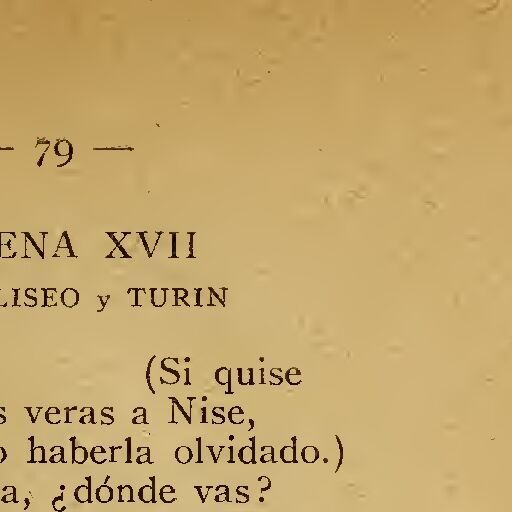 — 79 —
ENA XVII
LISEO y TURIN
(Si quise
s veras a Nise,
o haberla olvidado.)
a, ¿dónde vas?